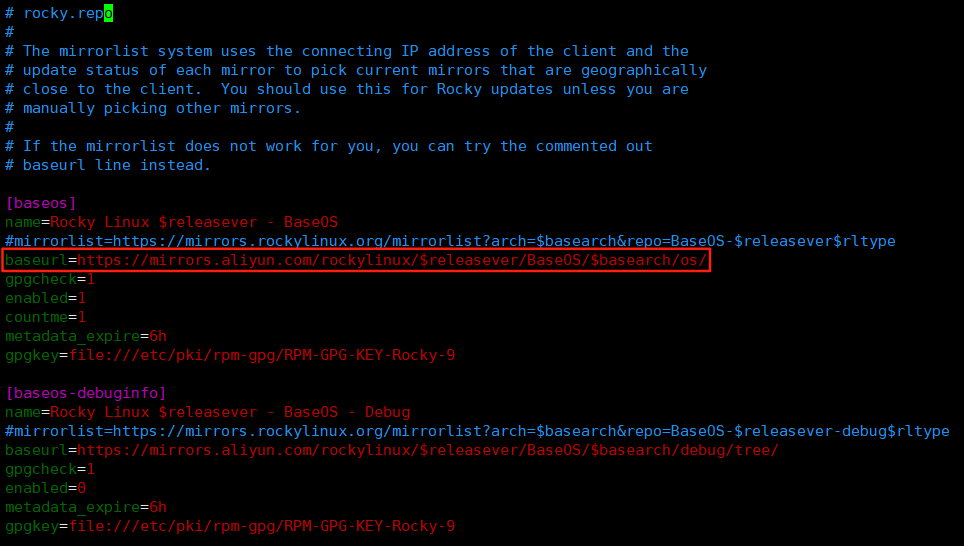 # rocky.repo
#
# The mirrorlist system uses the connecting IP address of the client and the
# update status of each mirror to pick current mirrors that are geographically
# close to the client.  You should use this for Rocky updates unless you are
# manually picking other mirrors.
#
# If the mirrorlist does not work for you, you can try the commented out
# baseurl line instead.

[baseos]
name=Rocky Linux $releasever - BaseOS
#mirrorlist=https://mirrors.rockylinux.org/mirrorlist?arch=$basearch&repo=BaseOS-$releasever$rltype
baseurl=https://mirrors.aliyun.com/rockylinux/$releasever/BaseOS/$basearch/os/
gpgcheck=1
enabled=1
countme=1
metadata_expire=6h
gpgkey=file:///etc/pki/rpm-gpg/RPM-GPG-KEY-Rocky-9

[baseos-debuginfo]
name=Rocky Linux $releasever - BaseOS - Debug
#mirrorlist=https://mirrors.rockylinux.org/mirrorlist?arch=$basearch&repo=BaseOS-$releasever-debug$rltype
baseurl=https://mirrors.aliyun.com/rockylinux/$releasever/BaseOS/$basearch/debug/tree/
gpgcheck=1
enabled=0
metadata_expire=6h
gpgkey=file:///etc/pki/rpm-gpg/RPM-GPG-KEY-Rocky-9